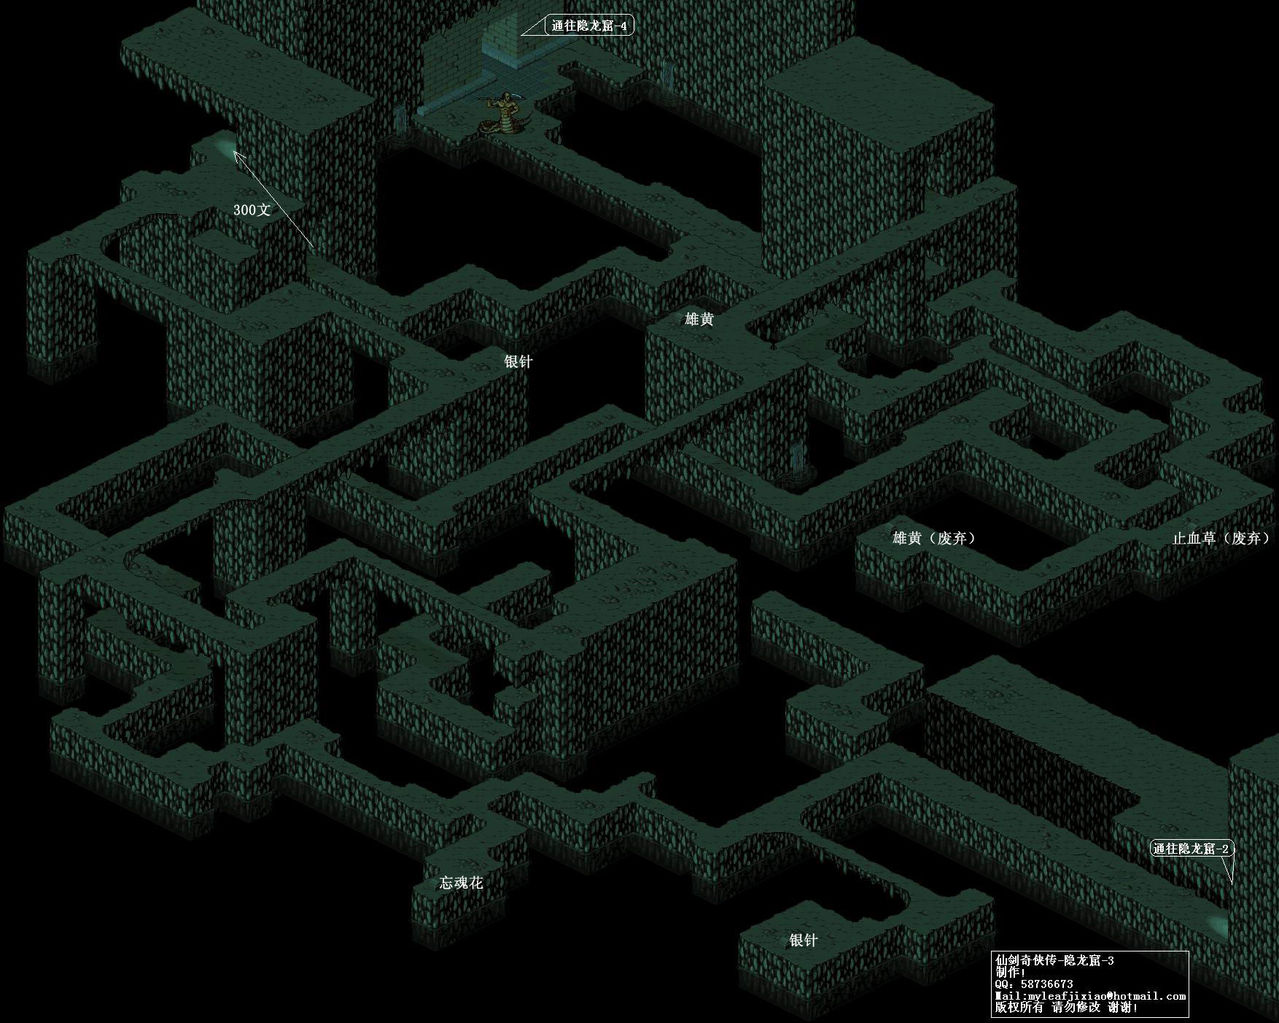 通往隐龙窟-4
300文
雄黄
银针
雄黄（废弃）
止血草（废弃）
通往隐龙窟-2
忘魂花
银针
仙剑奇侠传-隐龙窟-3
制作!
QQ: 58736673
Mail:myleafjixiao@hotmail.com
版权所有 请勿修改 谢谢!